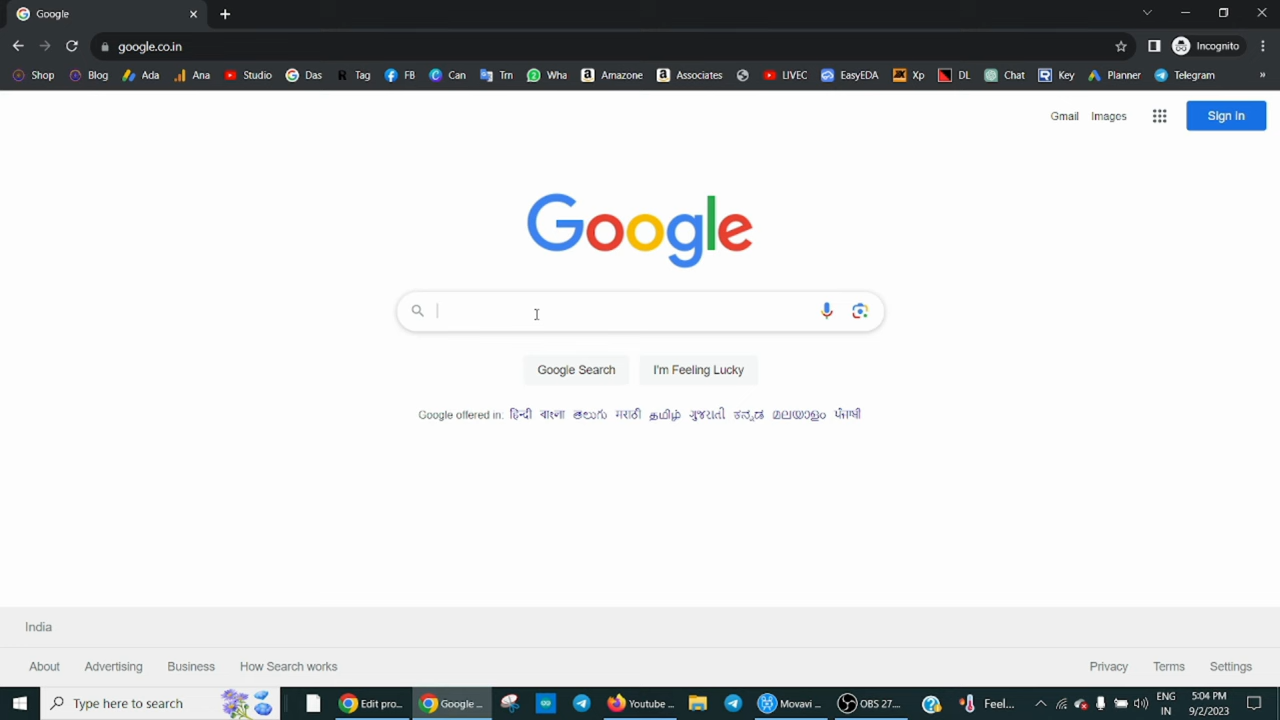 Google
google.co.in
Incognito
Shop Blog Ada Ana Studio Das Tag FB Can Trn Wha Amazone Associates LIVEC EasyEDA Xp DL Chat Key Planner Telegram »
Gmail Images Sign in
Google
Google Search I'm Feeling Lucky
Google offered in: हिन्दी বাংলা తెలుగు मराठी தமிழ் ગુજરાતી ಕನ್ನಡ മലയാളം ਪੰਜਾਬੀ
India
About Advertising Business How Search works Privacy Terms Settings
Type here to search Edit pro... Google ... Youtube ... Movavi ... OBS 27.... Feel... ENG IN 5:04 PM 9/2/2023